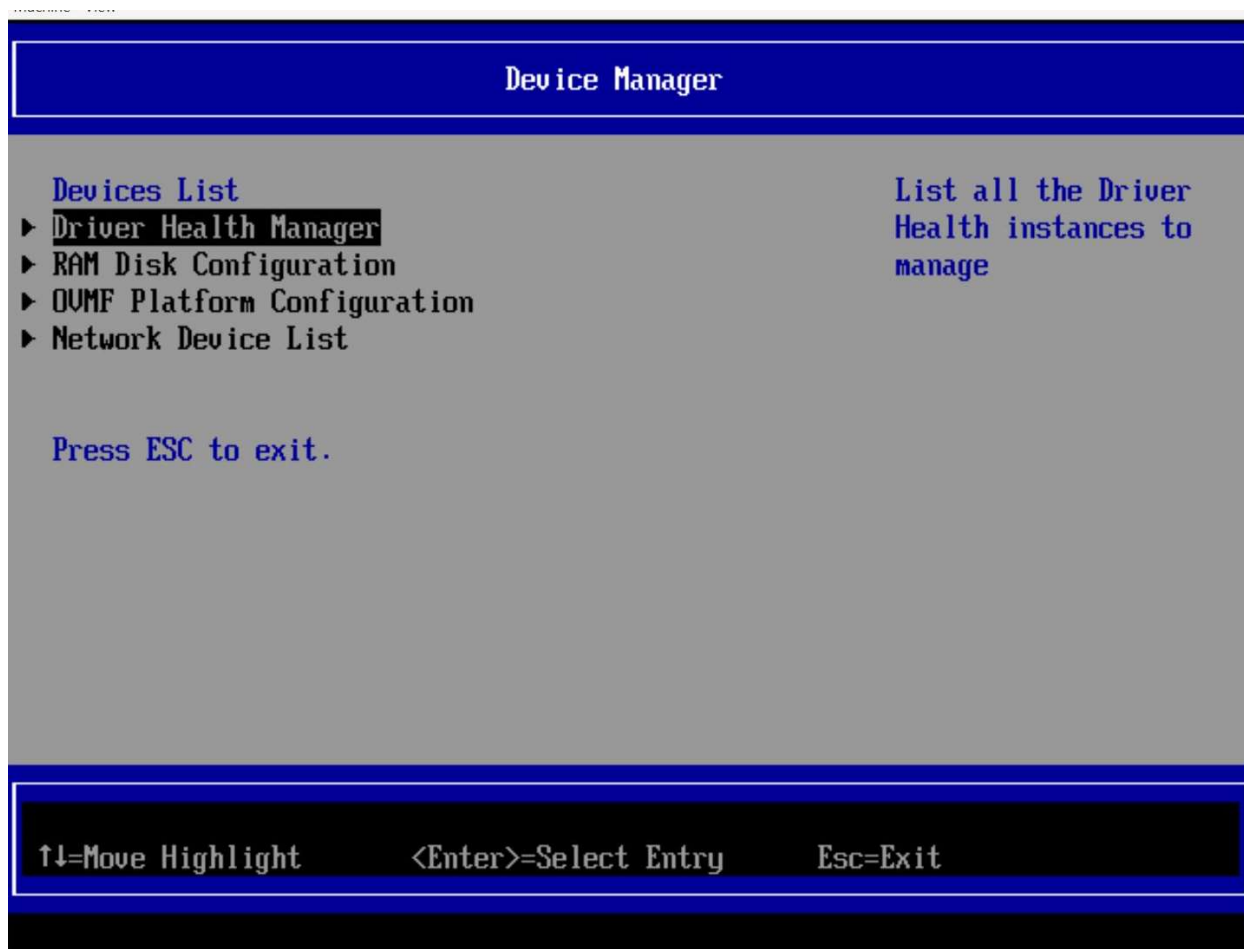 Device Manager
Devices List
Driver Health Manager
RAM Disk Configuration
OVMF Platform Configuration
Network Device List
Press ESC to exit.
List all the Driver
Health instances to
manage
↑↓=Move Highlight <Enter>=Select Entry Esc=Exit